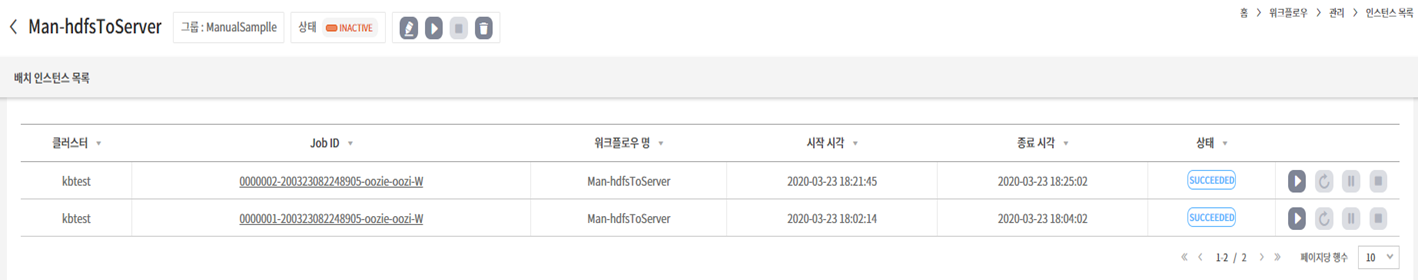 Man-hdfsToServer 그룹 : ManualSamplle 상태 INACTIVE
홈 > 워크플로우 > 관리 > 인스턴스 목록
배치 인스턴스 목록
클러스터 Job ID 워크플로우 명 시작 시각 종료 시각 상태
kbtest 0000002-200323082248905-oozie-oozi-W Man-hdfsToServer 2020-03-23 18:21:45 2020-03-23 18:25:02 SUCCEEDED
kbtest 0000001-200323082248905-oozie-oozi-W Man-hdfsToServer 2020-03-23 18:02:14 2020-03-23 18:04:02 SUCCEEDED
1-2 / 2 페이지당 행수 10